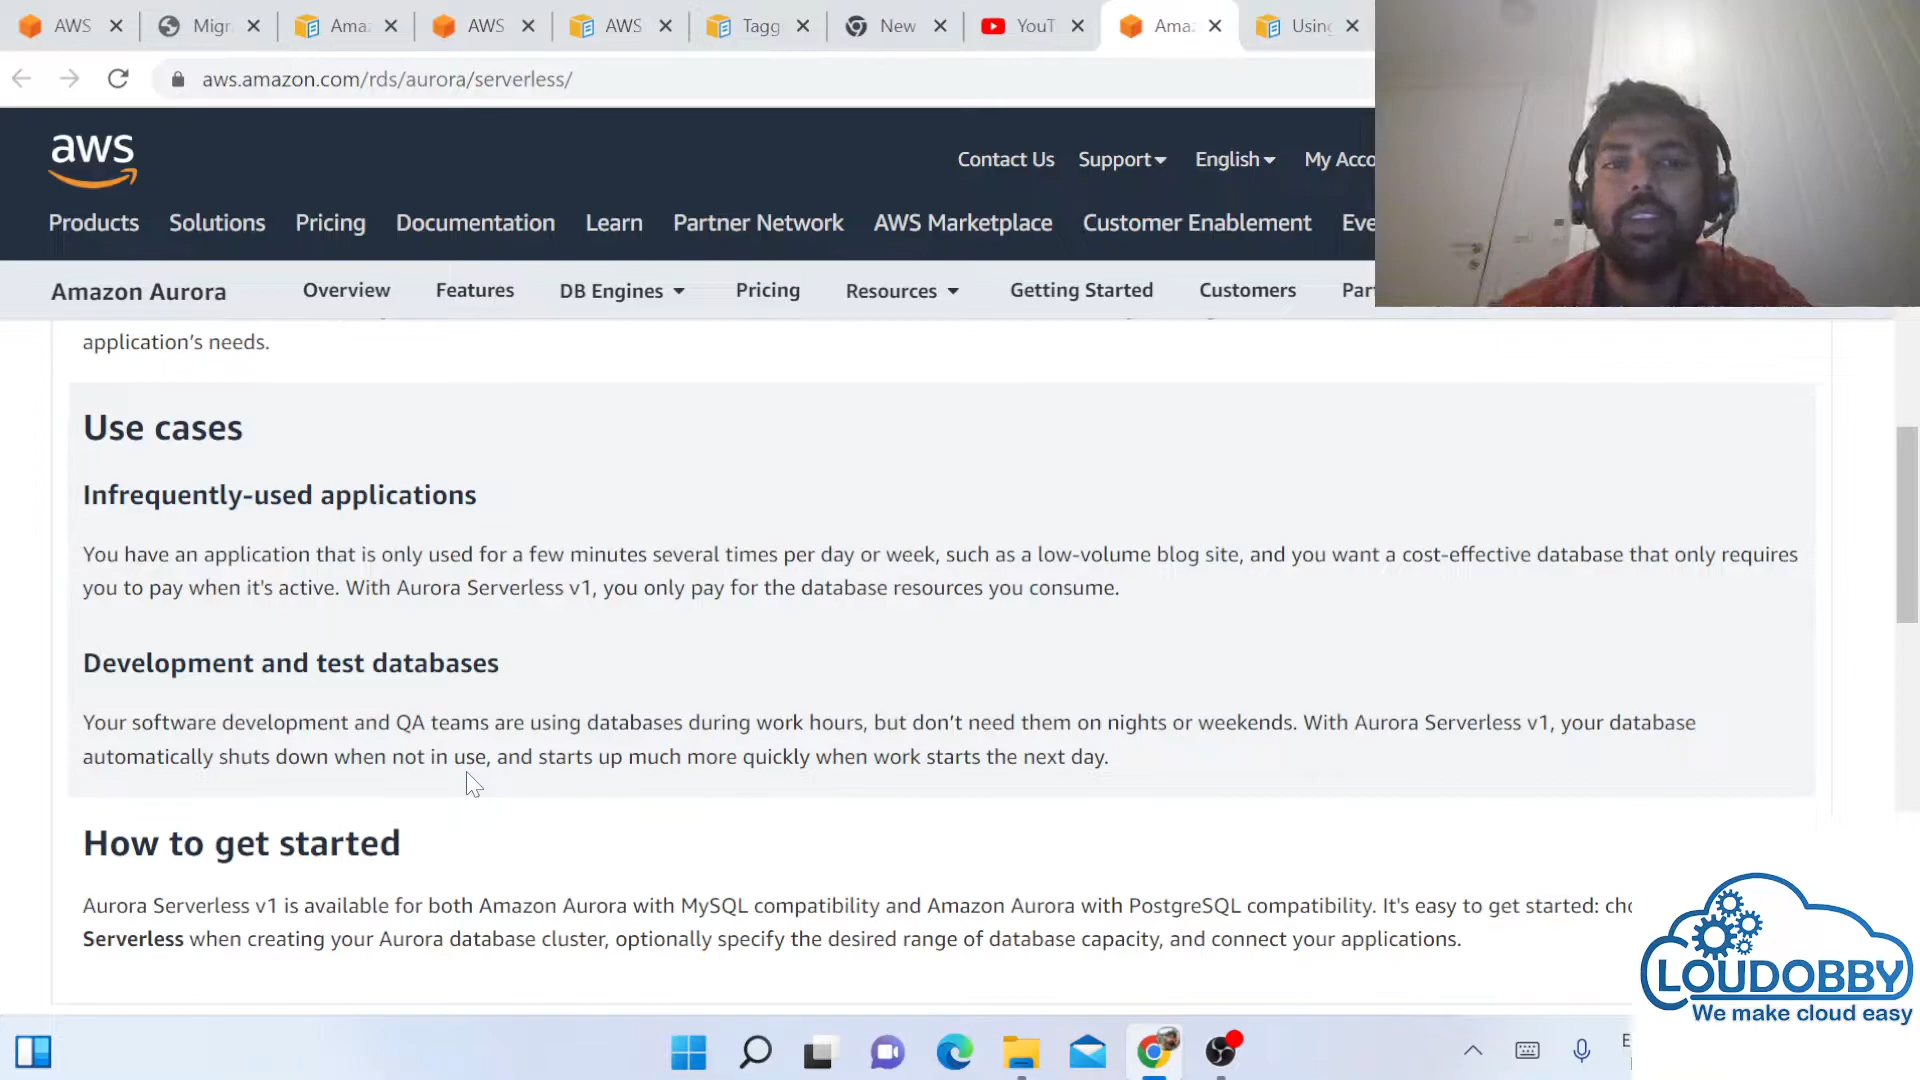 AWS
Migr
Amaz
AWS
AWS
Tagg
New
YouT
Ama
Using
aws.amazon.com/rds/aurora/serverless/
aws
Contact Us
Support
English
My Acco
Products
Solutions
Pricing
Documentation
Learn
Partner Network
AWS Marketplace
Customer Enablement
Eve
Amazon Aurora
Overview
Features
DB Engines
Pricing
Resources
Getting Started
Customers
Par
application's needs.
Use cases
Infrequently-used applications
You have an application that is only used for a few minutes several times per day or week, such as a low-volume blog site, and you want a cost-effective database that only requires
you to pay when it's active. With Aurora Serverless v1, you only pay for the database resources you consume.
Development and test databases
Your software development and QA teams are using databases during work hours, but don't need them on nights or weekends. With Aurora Serverless v1, your database
automatically shuts down when not in use, and starts up much more quickly when work starts the next day.
How to get started
Aurora Serverless v1 is available for both Amazon Aurora with MySQL compatibility and Amazon Aurora with PostgreSQL compatibility. It's easy to get started: cho
Serverless when creating your Aurora database cluster, optionally specify the desired range of database capacity, and connect your applications.
LOUDOBBY
We make cloud easy